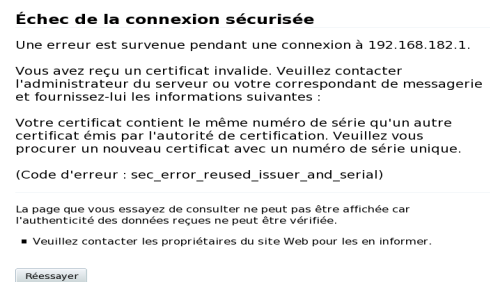 Échec de la connexion sécurisée
Une erreur est survenue pendant une connexion à 192.168.182.1.
Vous avez reçu un certificat invalide. Veuillez contacter
l'administrateur du serveur ou votre correspondant de messagerie
et fournissez-lui les informations suivantes :
Votre certificat contient le même numéro de série qu'un autre
certificat émis par l'autorité de certification. Veuillez vous
procurer un nouveau certificat avec un numéro de série unique.
(Code d'erreur : sec_error_reused_issuer_and_serial)
La page que vous essayez de consulter ne peut pas être affichée car
l'authenticité des données reçues ne peut être vérifiée.
▪ Veuillez contacter les propriétaires du site Web pour les en informer.
Réessayer